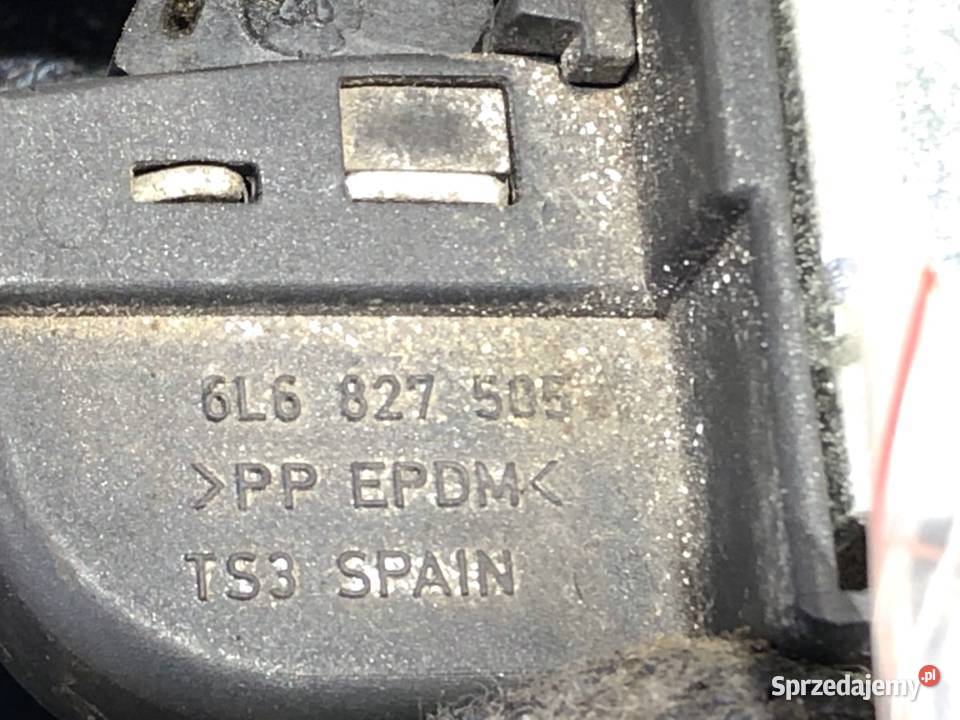 6L6 827 505
>PP EPDM<
TS3 SPAIN
Sprzedajemy.pl